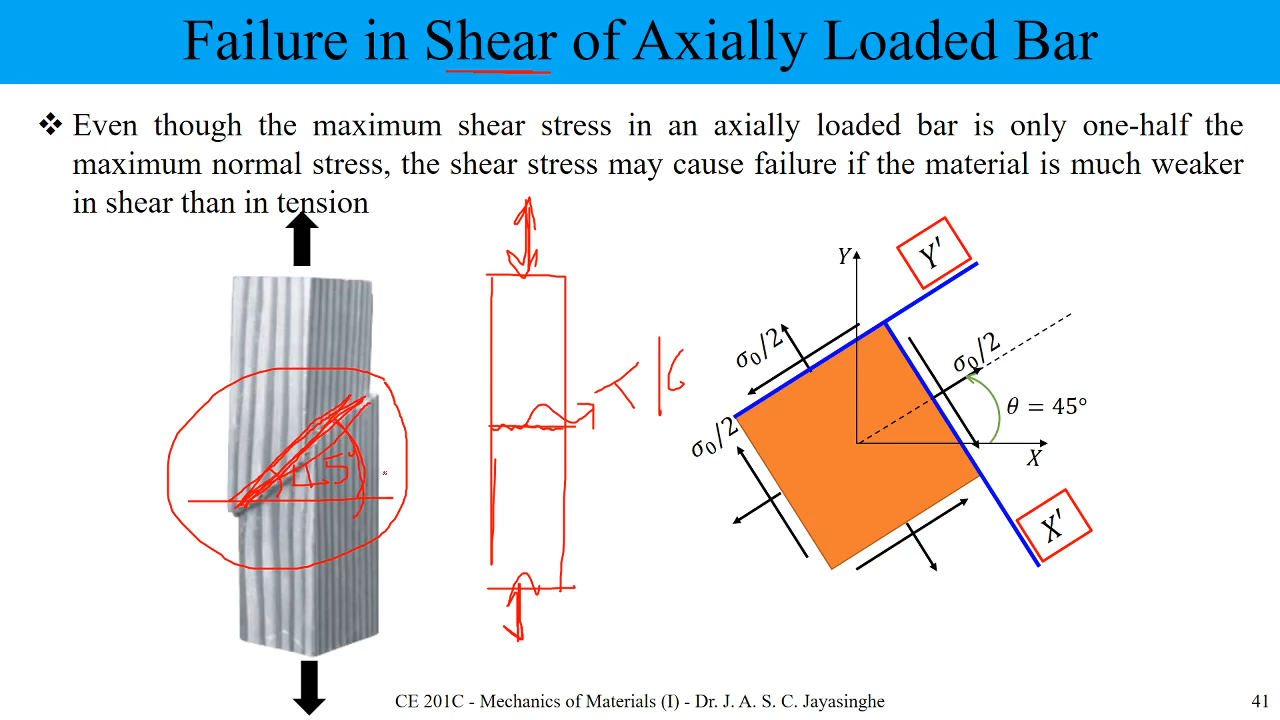 Failure in Shear of Axially Loaded Bar
❖ Even though the maximum shear stress in an axially loaded bar is only one-half the
maximum normal stress, the shear stress may cause failure if the material is much weaker
in shear than in tension
45°
Y
Y'
σ₀/2
σ₀/2
σ₀/2
θ = 45°
X
X'
CE 201C - Mechanics of Materials (I) - Dr. J. A. S. C. Jayasinghe
41